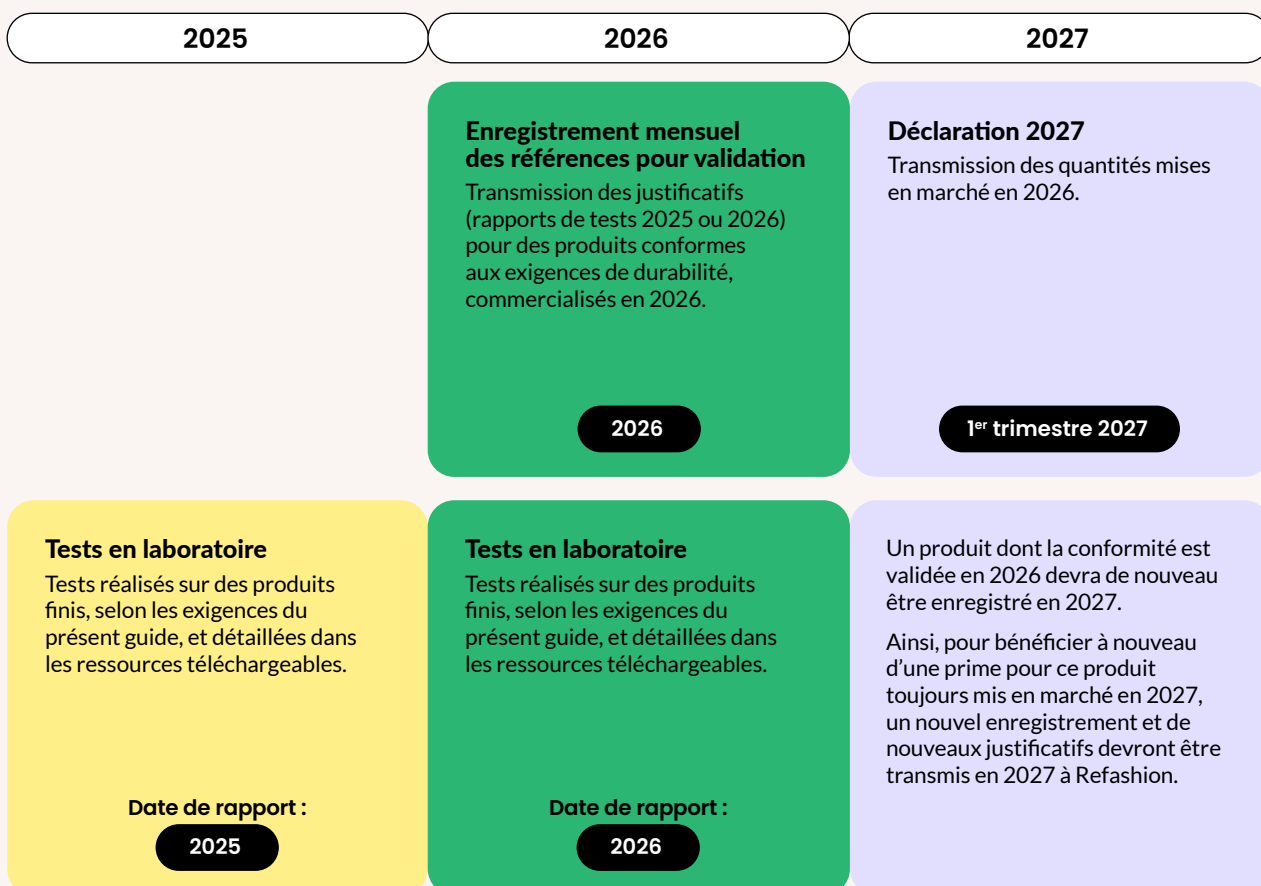 2025
2026
2027
Enregistrement mensuel
des références pour validation
Transmission des justificatifs
(rapports de tests 2025 ou 2026)
pour des produits conformes
aux exigences de durabilité,
commercialisés en 2026.
2026
Déclaration 2027
Transmission des quantités mises
en marché en 2026.
1er trimestre 2027
Tests en laboratoire
Tests réalisés sur des produits
finis, selon les exigences du
présent guide, et détaillées dans
les ressources téléchargeables.
Date de rapport :
2025
Tests en laboratoire
Tests réalisés sur des produits
finis, selon les exigences du
présent guide, et détaillées dans
les ressources téléchargeables.
Date de rapport :
2026
Un produit dont la conformité est
validée en 2026 devra de nouveau
être enregistré en 2027.
Ainsi, pour bénéficier à nouveau
d’une prime pour ce produit
toujours mis en marché en 2027,
un nouvel enregistrement et de
nouveaux justificatifs devront être
transmis en 2027 à Refashion.